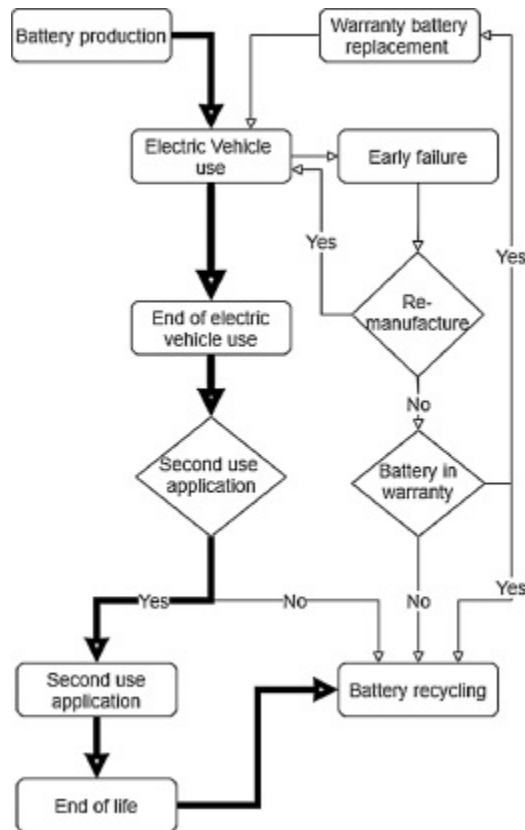 Battery production
Warranty battery
replacement
Electric Vehicle
use
Early failure
Yes
Yes
Re-
manufacture
End of electric
vehicle use
No
Second use
application
Battery in
warranty
Yes
No
No
Yes
Second use
application
Battery recycling
End of life